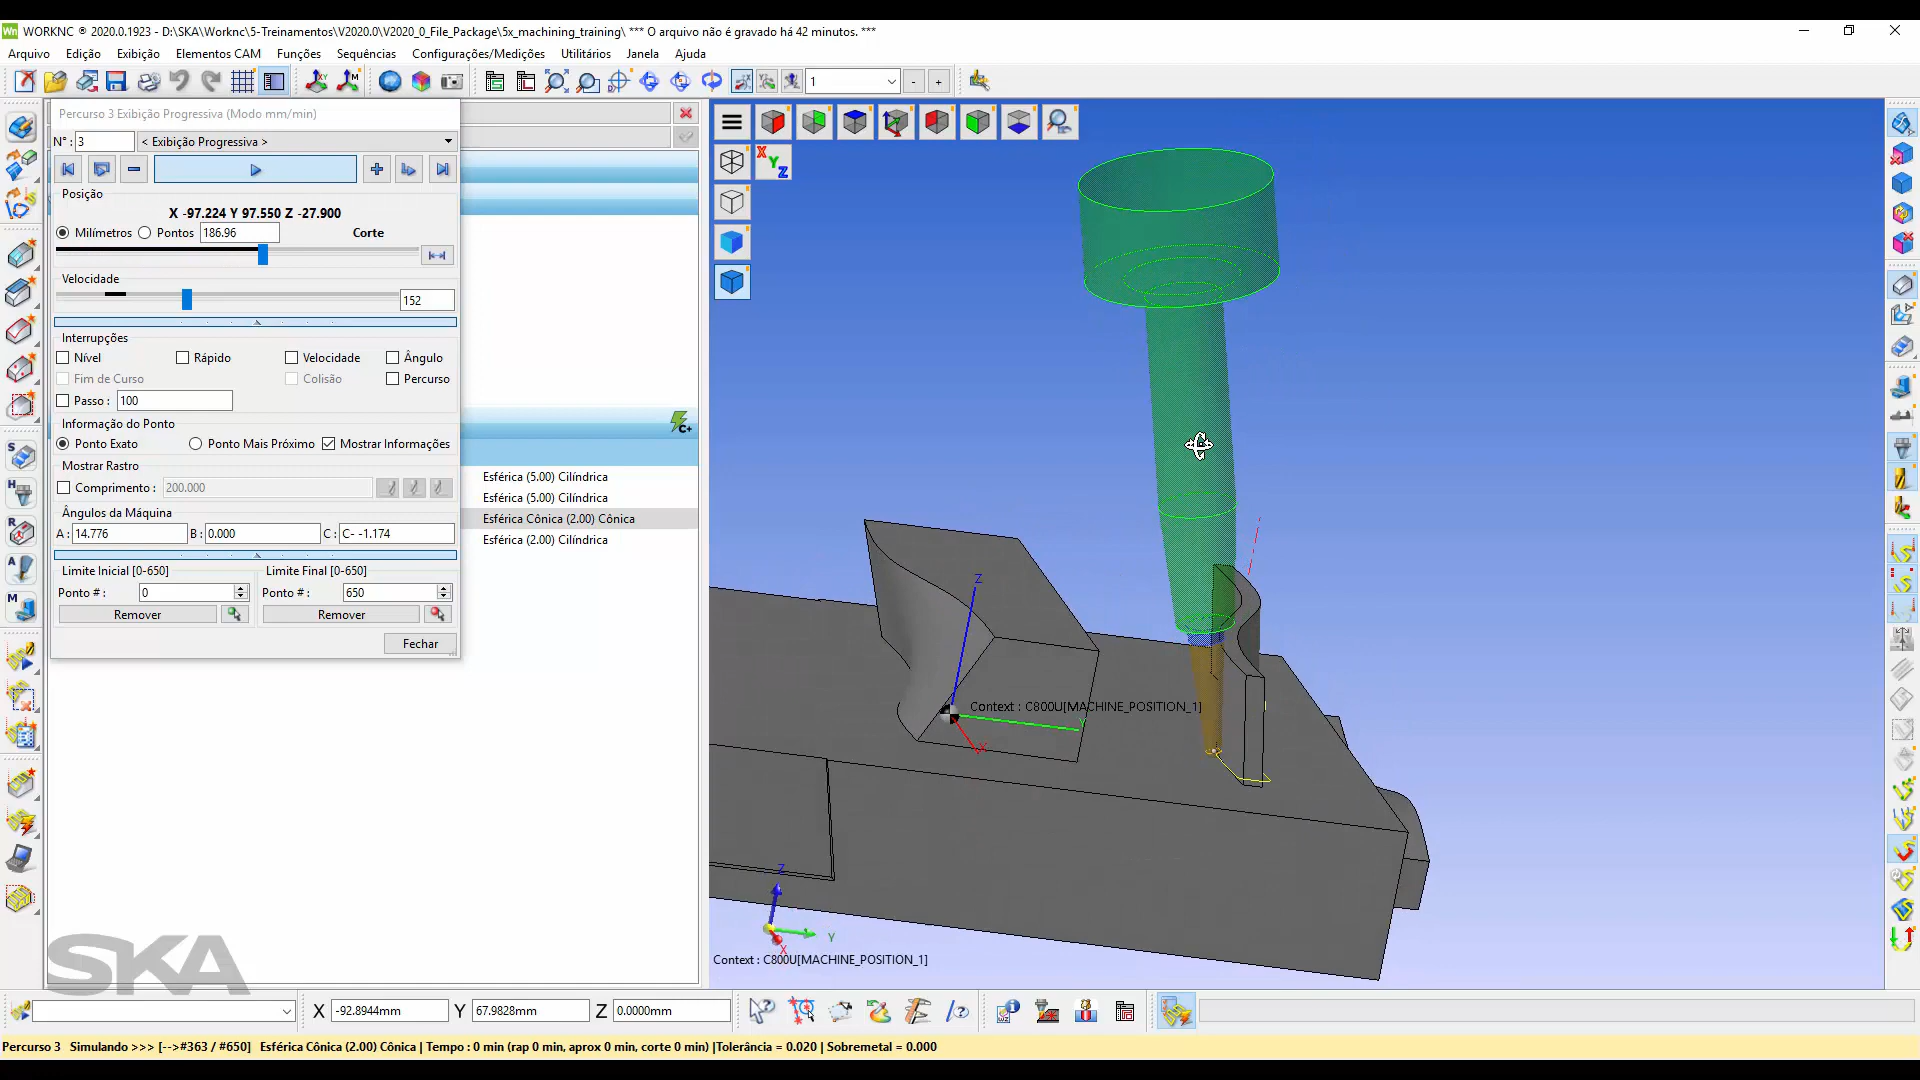 WORKNC ® 2020.0.1923 - D:\SKA\Worknc\5-Treinamentos\V2020.0\V2020_0_File_Package\5x_machining_training\ *** O arquivo não é gravado há 42 minutos. ***
Arquivo Edição Exibição Elementos CAM Funções Sequências Configurações/Medições Utilitários Janela Ajuda
1 - +
Percurso 3 Exibição Progressiva (Modo mm/min)
N° : 3 < Exibição Progressiva >
Posição
X -97.224 Y 97.550 Z -27.900
Milímetros Pontos 186.96 Corte
Velocidade
152
Interrupções
Nível Rápido Velocidade Ângulo
Fim de Curso Colisão Percurso
Passo : 100
Informação do Ponto
Ponto Exato Ponto Mais Próximo Mostrar Informações
Mostrar Rastro
Comprimento : 200.000
Ângulos da Máquina
A : 14.776 B : 0.000 C : C- -1.174
Limite Inicial [0-650] Limite Final [0-650]
Ponto # : 0 Ponto # : 650
Remover Remover
Fechar
C+
Esférica (5.00) Cilíndrica
Esférica (5.00) Cilíndrica
Esférica Cônica (2.00) Cônica
Esférica (2.00) Cilíndrica
X Y Z
Z
Context : C800U[MACHINE_POSITION_1]
Y
X
Z
Y
X
Context : C800U[MACHINE_POSITION_1]
SKA
X -92.8944mm Y 67.9828mm Z 0.0000mm
Percurso 3 Simulando >>> [-->#363 / #650] Esférica Cônica (2.00) Cônica | Tempo : 0 min (rap 0 min, aprox 0 min, corte 0 min) |Tolerância = 0.020 | Sobremetal = 0.000